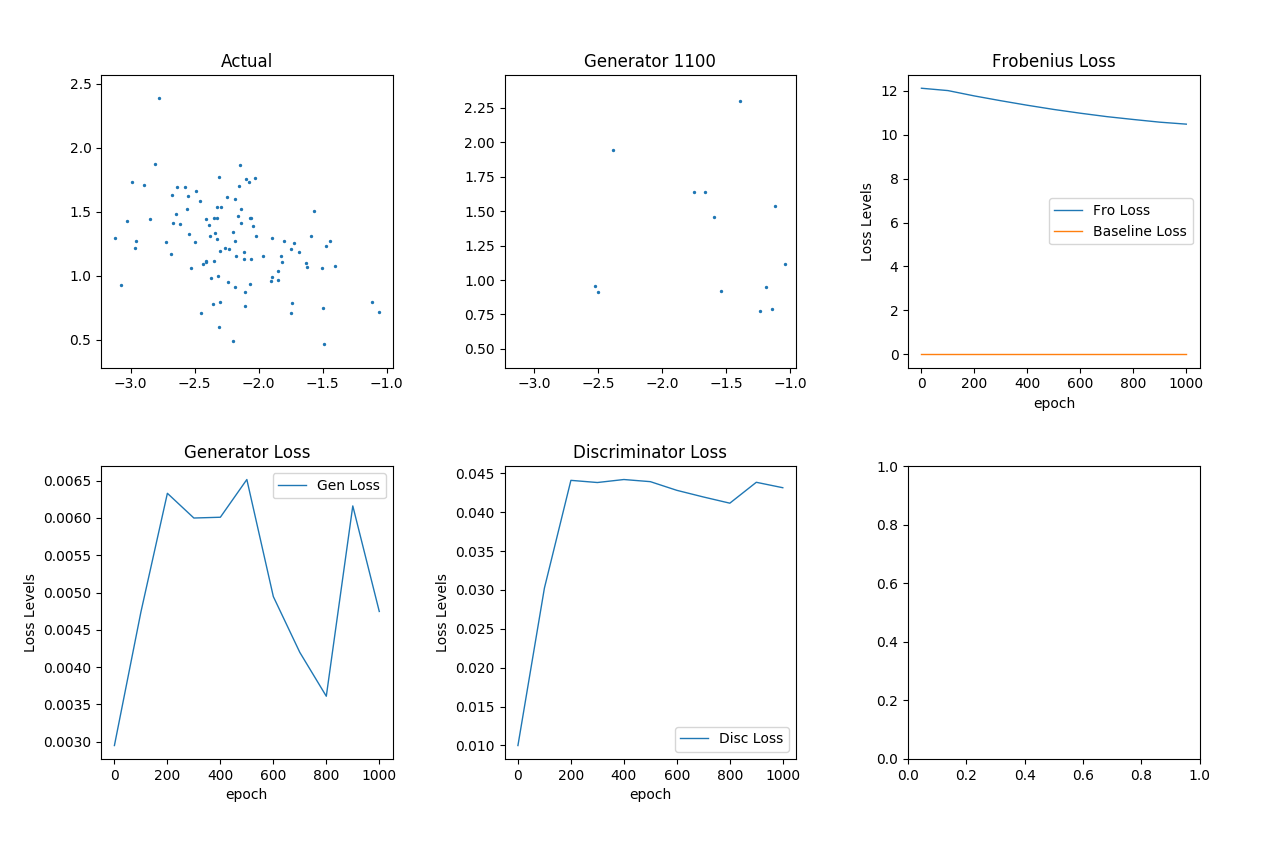 Actual
2.5
2.0
1.5
1.0
0.5
−3.0 −2.5 −2.0 −1.5 −1.0
Generator 1100
2.25
2.00
1.75
1.50
1.25
1.00
0.75
0.50
−3.0 −2.5 −2.0 −1.5 −1.0
Frobenius Loss
Loss Levels
12
10
8
6
4
2
0
Fro Loss
Baseline Loss
0 200 400 600 800 1000
epoch
Generator Loss
Loss Levels
0.0065
0.0060
0.0055
0.0050
0.0045
0.0040
0.0035
0.0030
Gen Loss
0 200 400 600 800 1000
epoch
Discriminator Loss
Loss Levels
0.045
0.040
0.035
0.030
0.025
0.020
0.015
0.010
Disc Loss
0 200 400 600 800 1000
epoch
1.0
0.8
0.6
0.4
0.2
0.0
0.0 0.2 0.4 0.6 0.8 1.0